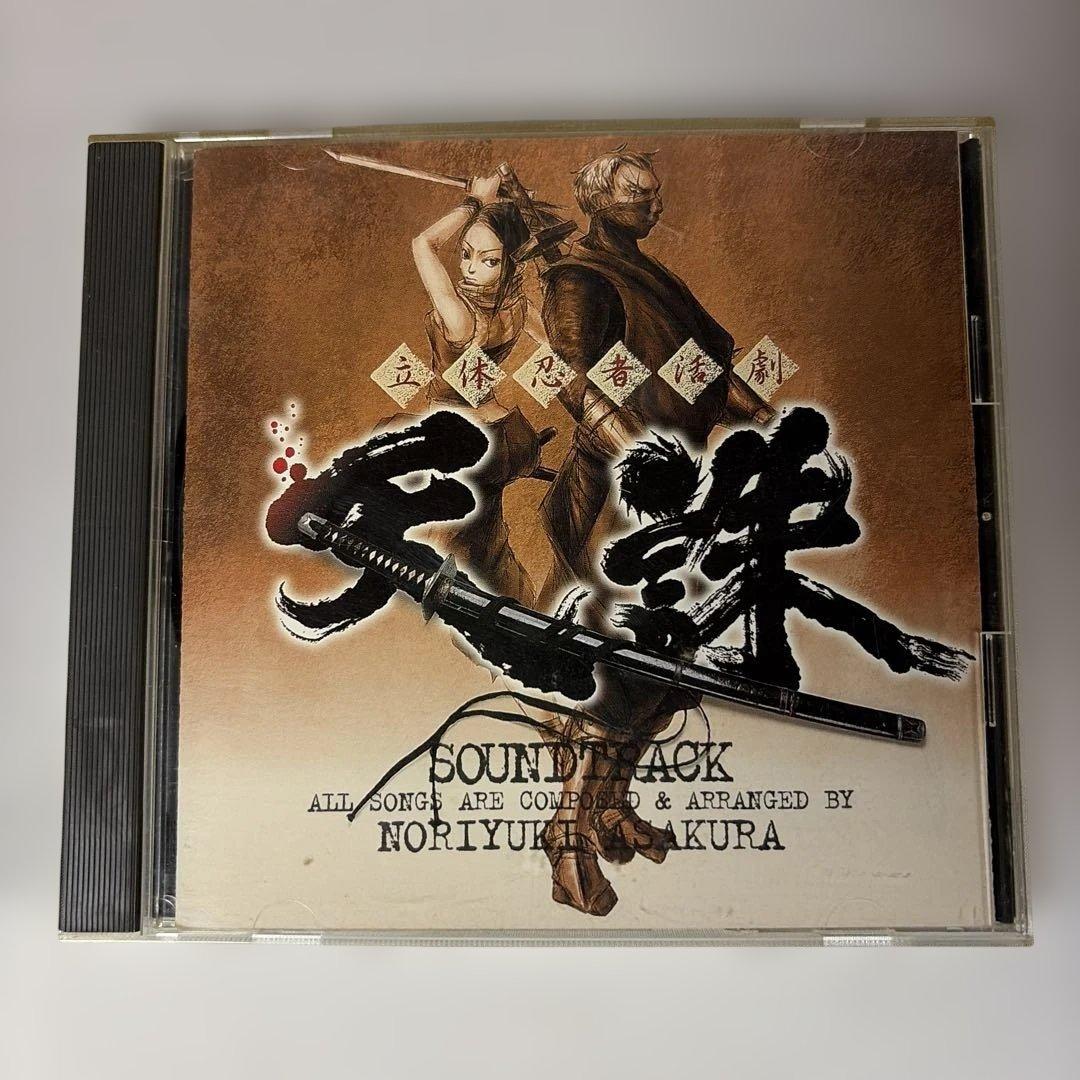 立体忍者活劇
天誅
SOUNDTRACK
ALL SONGS ARE COMPOSED & ARRANGED BY
NORIYUKI ASAKURA